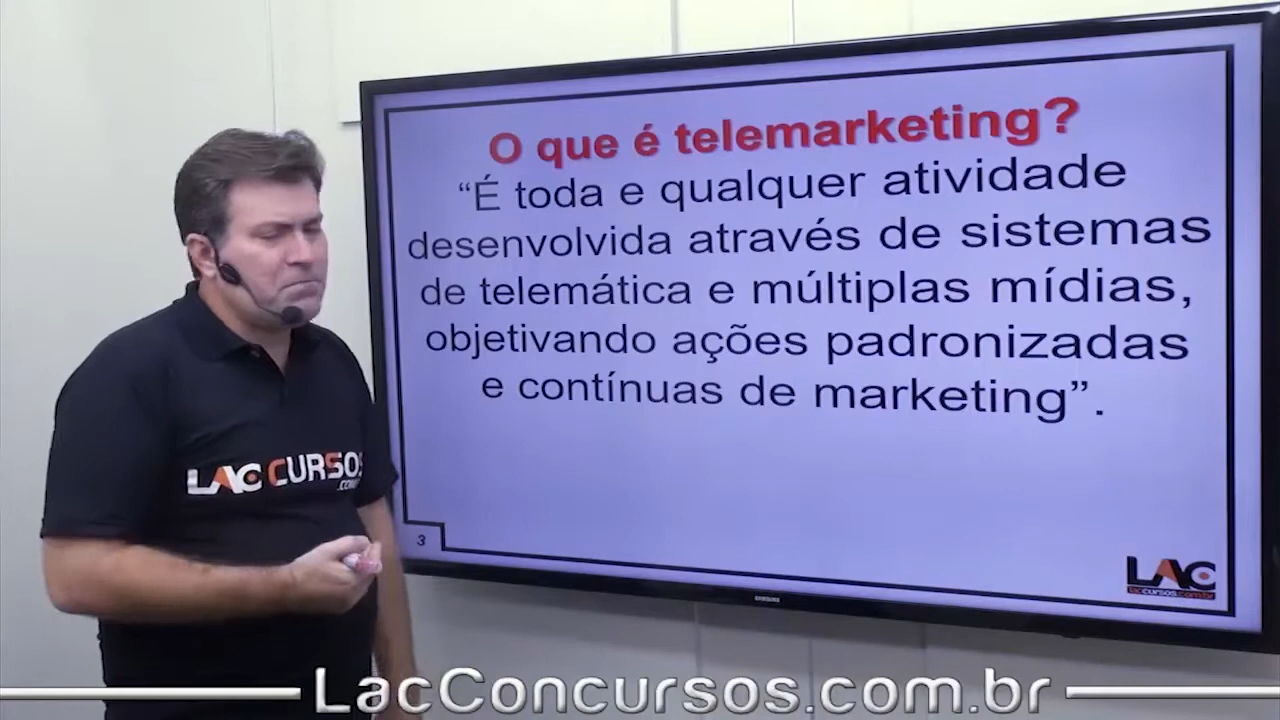 O que é telemarketing?
“É toda e qualquer atividade
desenvolvida através de sistemas
de telemática e múltiplas mídias,
objetivando ações padronizadas
e contínuas de marketing”.
LAC CURSOS
3
LAC
laccursos.com.br
SAMSUNG
LacConcursos.com.br